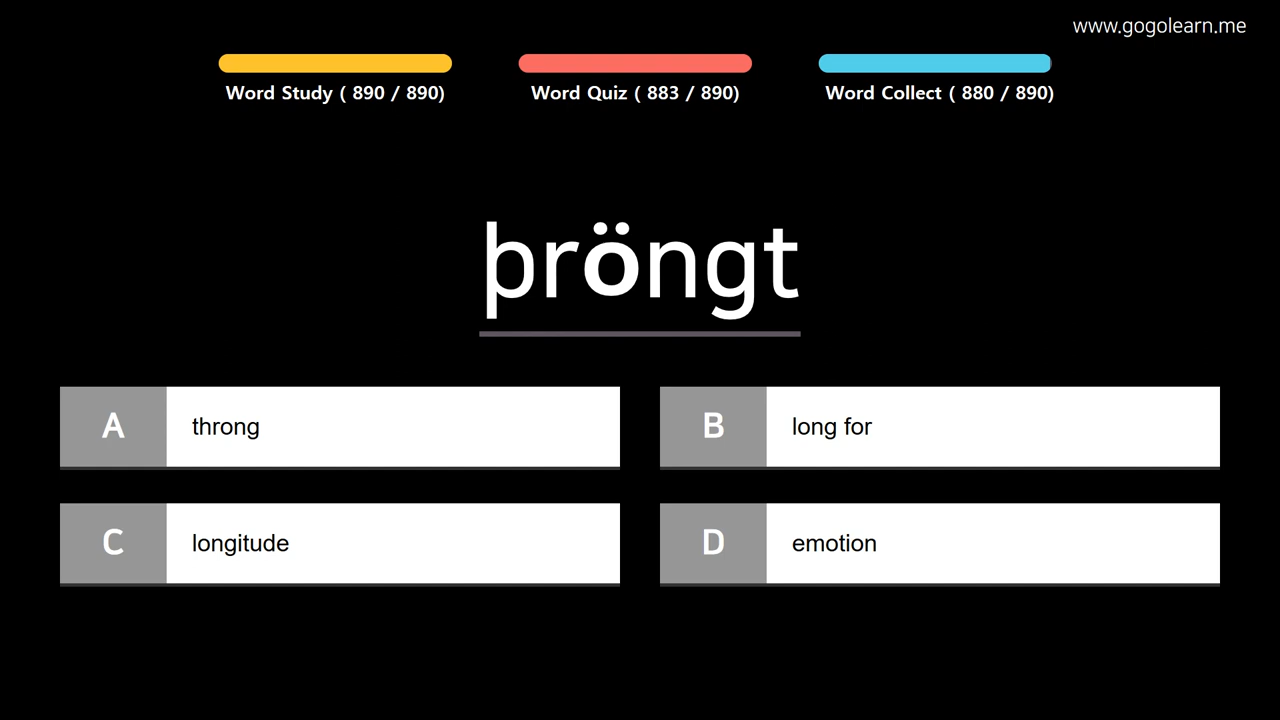 www.gogolearn.me
Word Study ( 890 / 890)
Word Quiz ( 883 / 890)
Word Collect ( 880 / 890)
þröngt
A throng
B long for
C longitude
D emotion